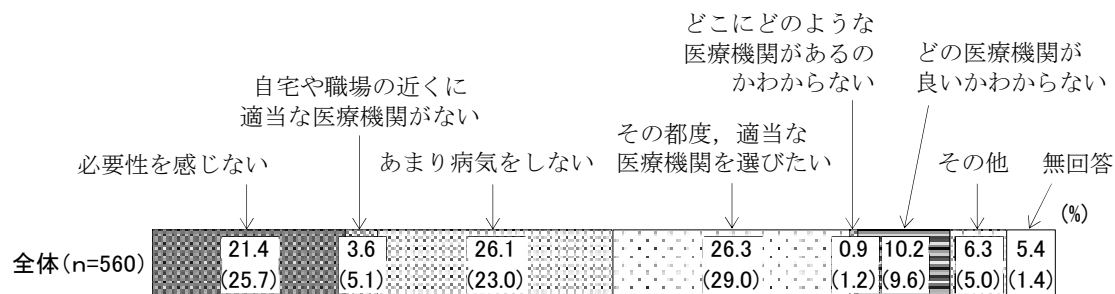 どこにどのような
医療機関があるの
かわからない
どの医療機関が
良いかわからない
自宅や職場の近くに
適当な医療機関がない
その都度，適当な
医療機関を選びたい
必要性を感じない
あまり病気をしない
その他
無回答
(%)
全体(n=560)
21.4 3.6 26.1 26.3 0.9 10.2 6.3 5.4
(25.7) (5.1) (23.0) (29.0) (1.2) (9.6) (5.0) (1.4)